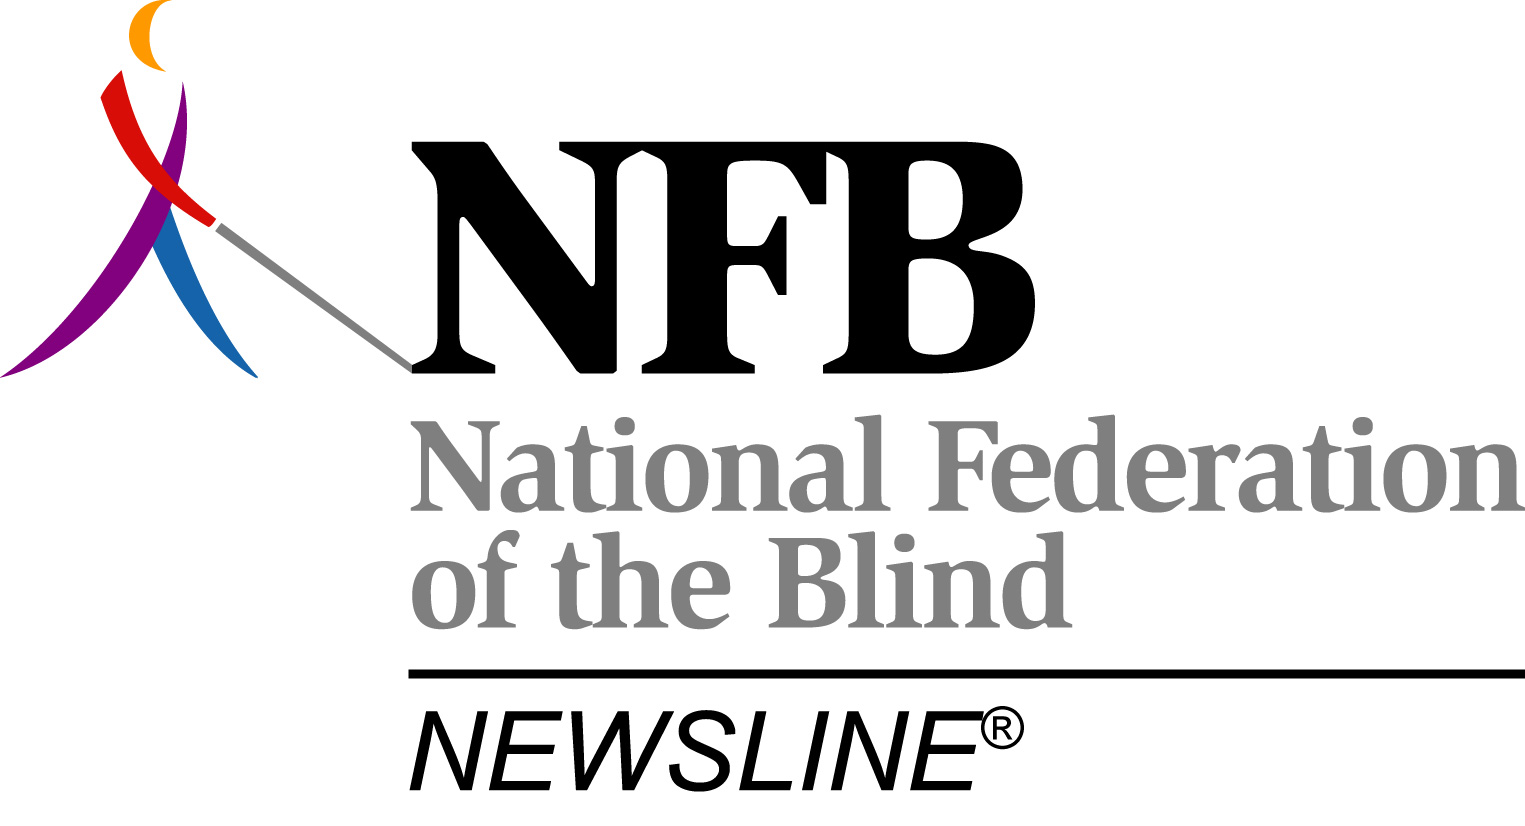 NFB
National Federation
of the Blind
NEWSLINE®